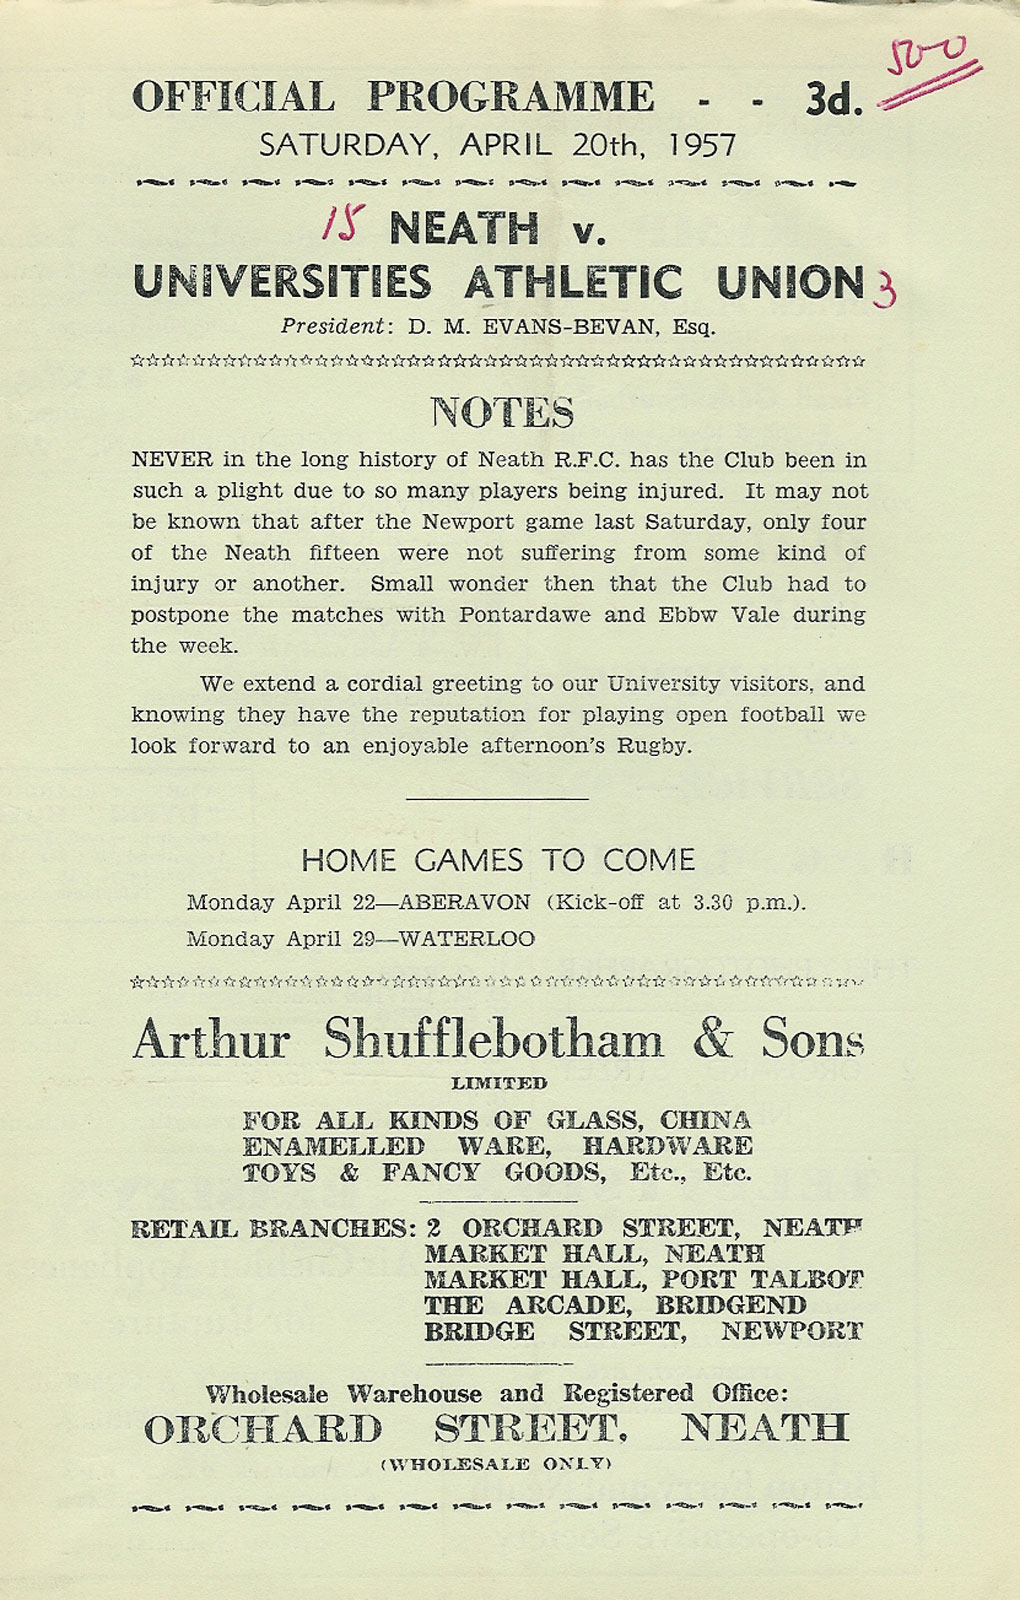 500
OFFICIAL PROGRAMME - - 3d.
SATURDAY, APRIL 20th, 1957
15 NEATH v.
UNIVERSITIES ATHLETIC UNION 3
President: D. M. EVANS-BEVAN, Esq.
NOTES
NEVER in the long history of Neath R.F.C. has the Club been in
such a plight due to so many players being injured. It may not
be known that after the Newport game last Saturday, only four
of the Neath fifteen were not suffering from some kind of
injury or another. Small wonder then that the Club had to
postpone the matches with Pontardawe and Ebbw Vale during
the week.
We extend a cordial greeting to our University visitors, and
knowing they have the reputation for playing open football we
look forward to an enjoyable afternoon's Rugby.
HOME GAMES TO COME
Monday April 22—ABERAVON (Kick-off at 3.30 p.m.).
Monday April 29—WATERLOO
Arthur Shufflebotham & Sons
LIMITED
FOR ALL KINDS OF GLASS, CHINA
ENAMELLED WARE, HARDWARE
TOYS & FANCY GOODS, Etc., Etc.
RETAIL BRANCHES: 2 ORCHARD STREET, NEATH
MARKET HALL, NEATH
MARKET HALL, PORT TALBOT
THE ARCADE, BRIDGEND
BRIDGE STREET, NEWPORT
Wholesale Warehouse and Registered Office:
ORCHARD STREET, NEATH
(WHOLESALE ONLY)